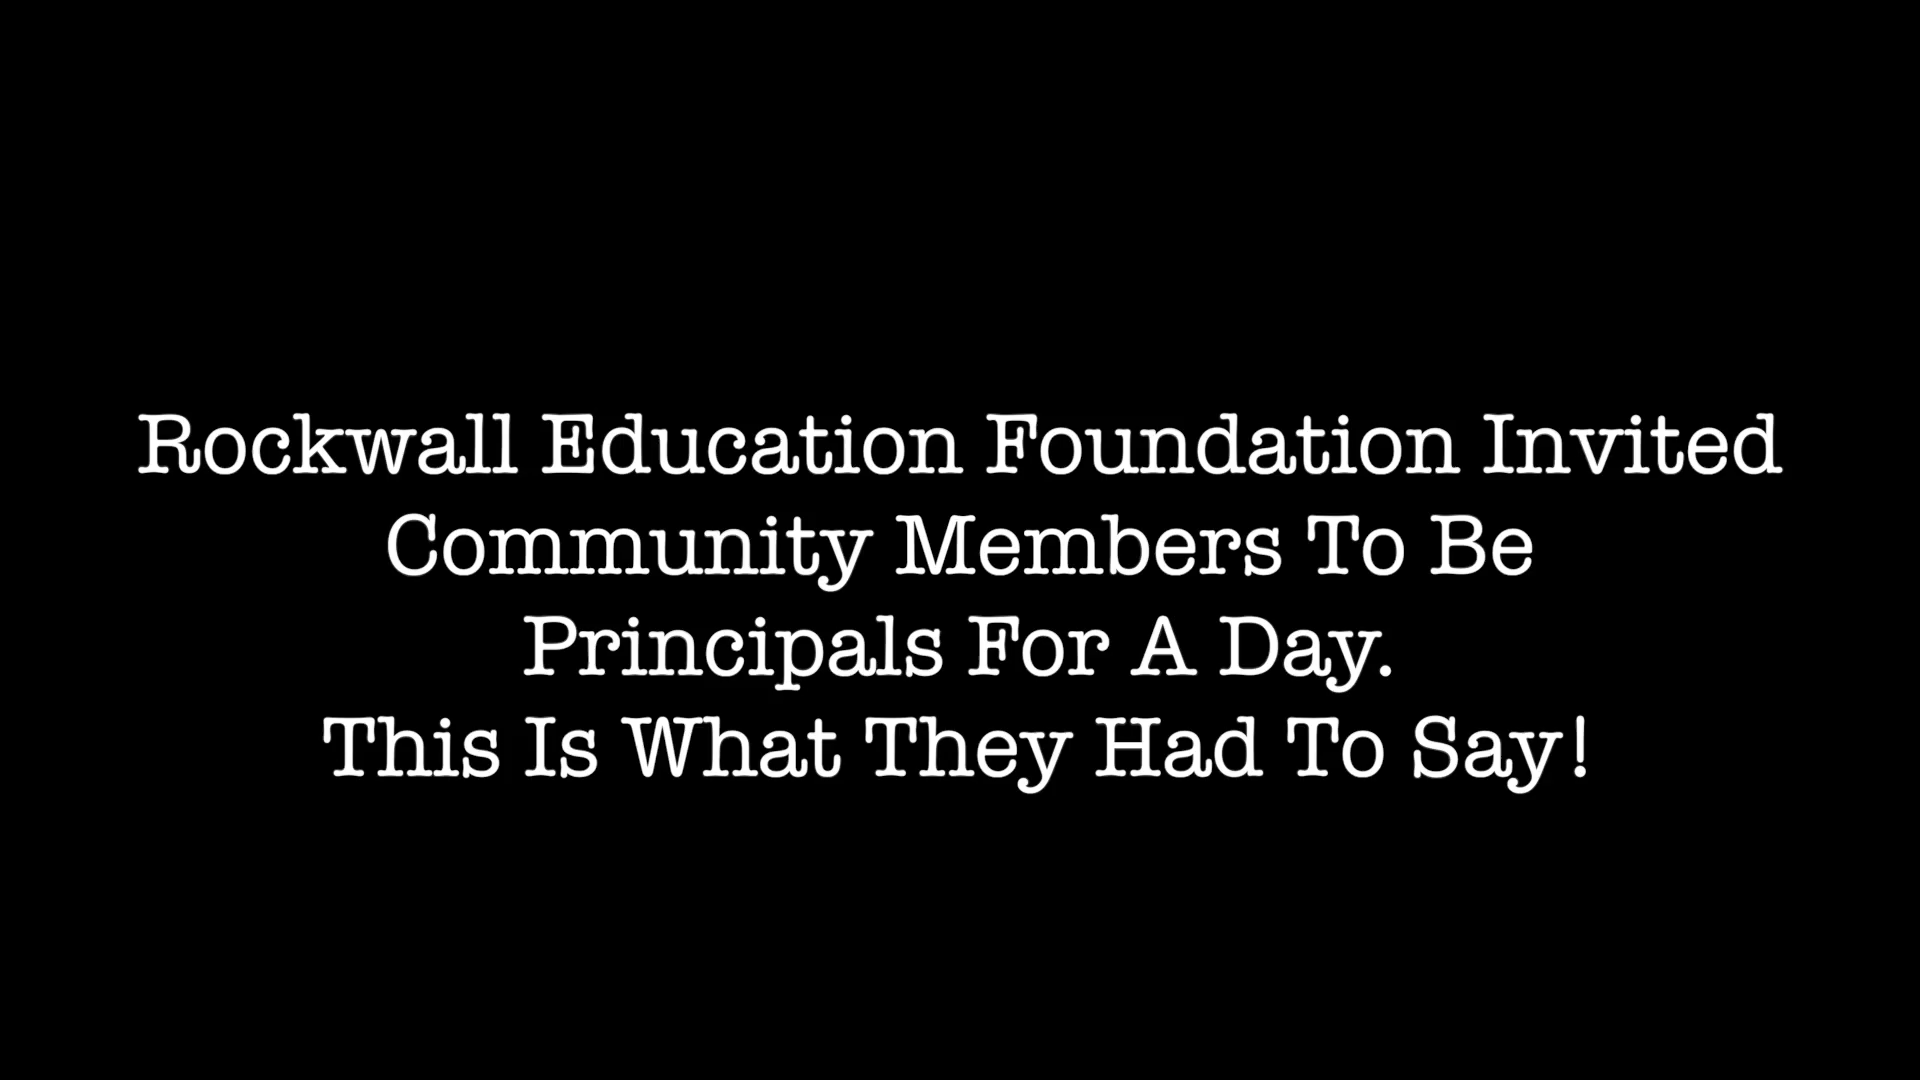 Rockwall Education Foundation Invited
Community Members To Be
Principals For A Day.
This Is What They Had To Say!